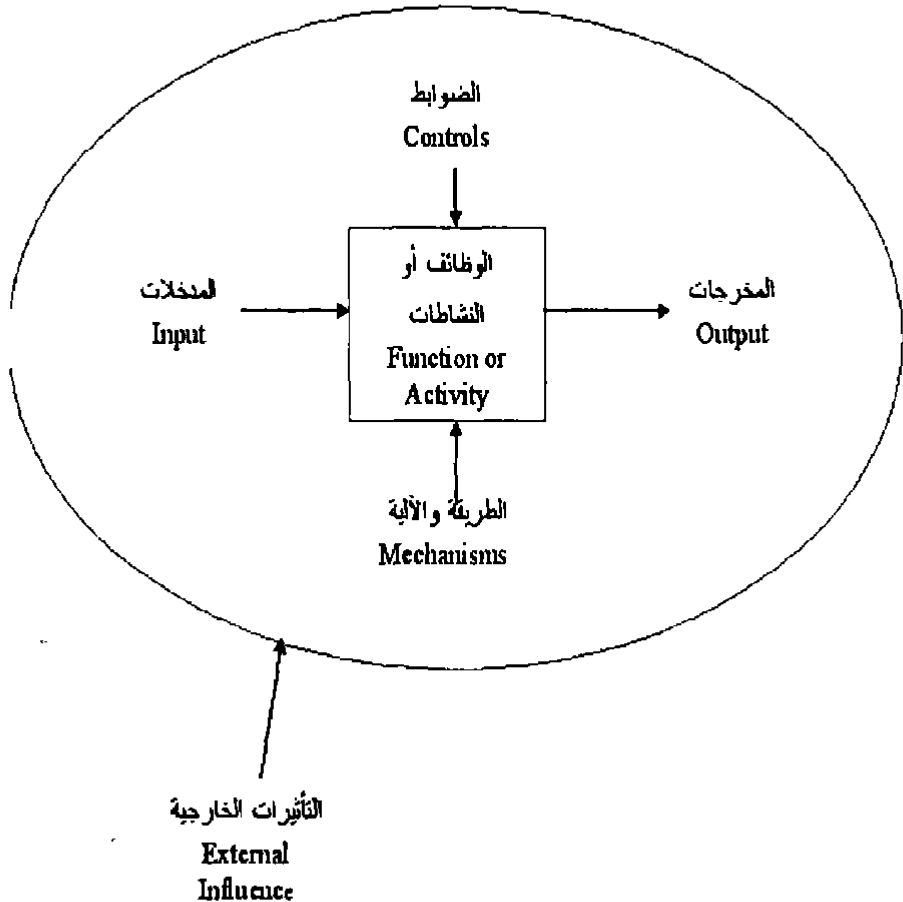 الضوابط
Controls
الوظائف أو
النشاطات
Function or
Activity
المدخلات
Input
المخرجات
Output
الطريقة والآلية
Mechanisms
التأثيرات الخارجية
External
Influence